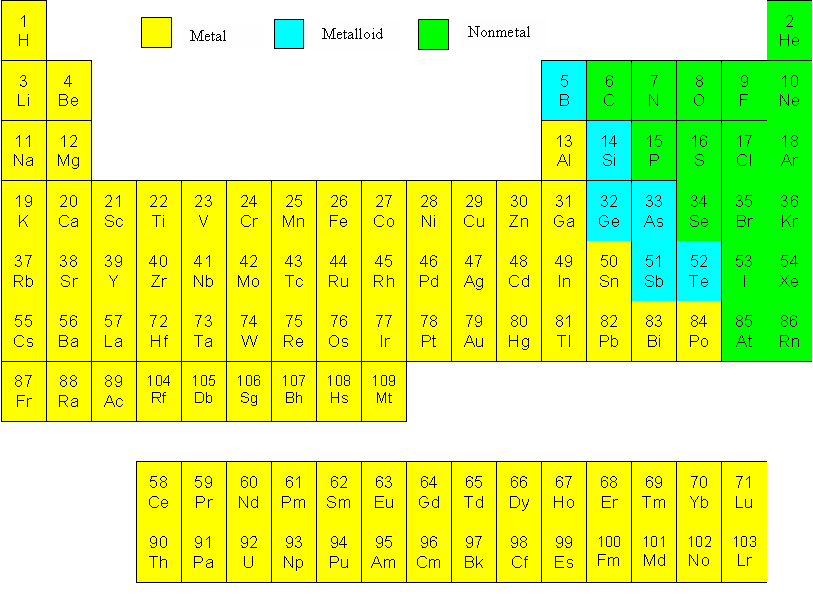 1 2
H Metal Metalloid Nonmetal He
3 4 5 6 7 8 9 10
Li Be B C N O F Ne
11 12 13 14 15 16 17 18
Na Mg Al Si P S Cl Ar
19 20 21 22 23 24 25 26 27 28 29 30 31 32 33 34 35 36
K Ca Sc Ti V Cr Mn Fe Co Ni Cu Zn Ga Ge As Se Br Kr
37 38 39 40 41 42 43 44 45 46 47 48 49 50 51 52 53 54
Rb Sr Y Zr Nb Mo Tc Ru Rh Pd Ag Cd In Sn Sb Te I Xe
55 56 57 72 73 74 75 76 77 78 79 80 81 82 83 84 85 86
Cs Ba La Hf Ta W Re Os Ir Pt Au Hg Tl Pb Bi Po At Rn
87 88 89 104 105 106 107 108 109
Fr Ra Ac Rf Db Sg Bh Hs Mt
58 59 60 61 62 63 64 65 66 67 68 69 70 71
Ce Pr Nd Pm Sm Eu Gd Td Dy Ho Er Tm Yb Lu
90 91 92 93 94 95 96 97 98 99 100 101 102 103
Th Pa U Np Pu Am Cm Bk Cf Es Fm Md No Lr